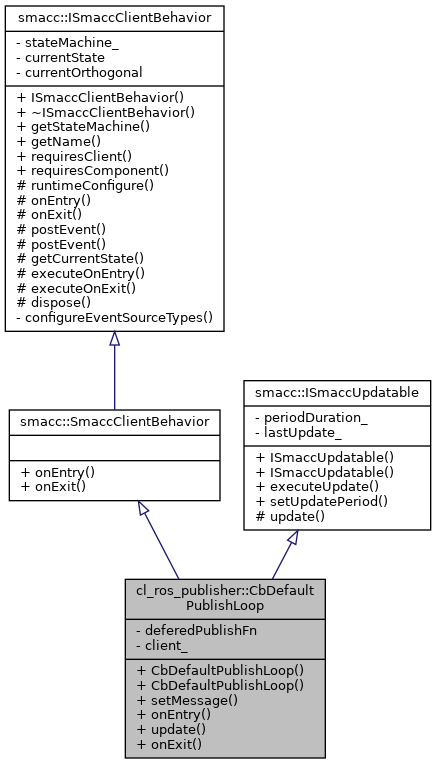 smacc::ISmaccClientBehavior
- stateMachine_
- currentState
- currentOrthogonal
+ ISmaccClientBehavior()
+ ~ISmaccClientBehavior()
+ getStateMachine()
+ getName()
+ requiresClient()
+ requiresComponent()
# runtimeConfigure()
# onEntry()
# onExit()
# postEvent()
# postEvent()
# getCurrentState()
# executeOnEntry()
# executeOnExit()
# dispose()
- configureEventSourceTypes()
smacc::SmaccClientBehavior
+ onEntry()
+ onExit()
smacc::ISmaccUpdatable
- periodDuration_
- lastUpdate_
+ ISmaccUpdatable()
+ ISmaccUpdatable()
+ executeUpdate()
+ setUpdatePeriod()
# update()
cl_ros_publisher::CbDefault
PublishLoop
- deferedPublishFn
- client_
+ CbDefaultPublishLoop()
+ CbDefaultPublishLoop()
+ setMessage()
+ onEntry()
+ update()
+ onExit()